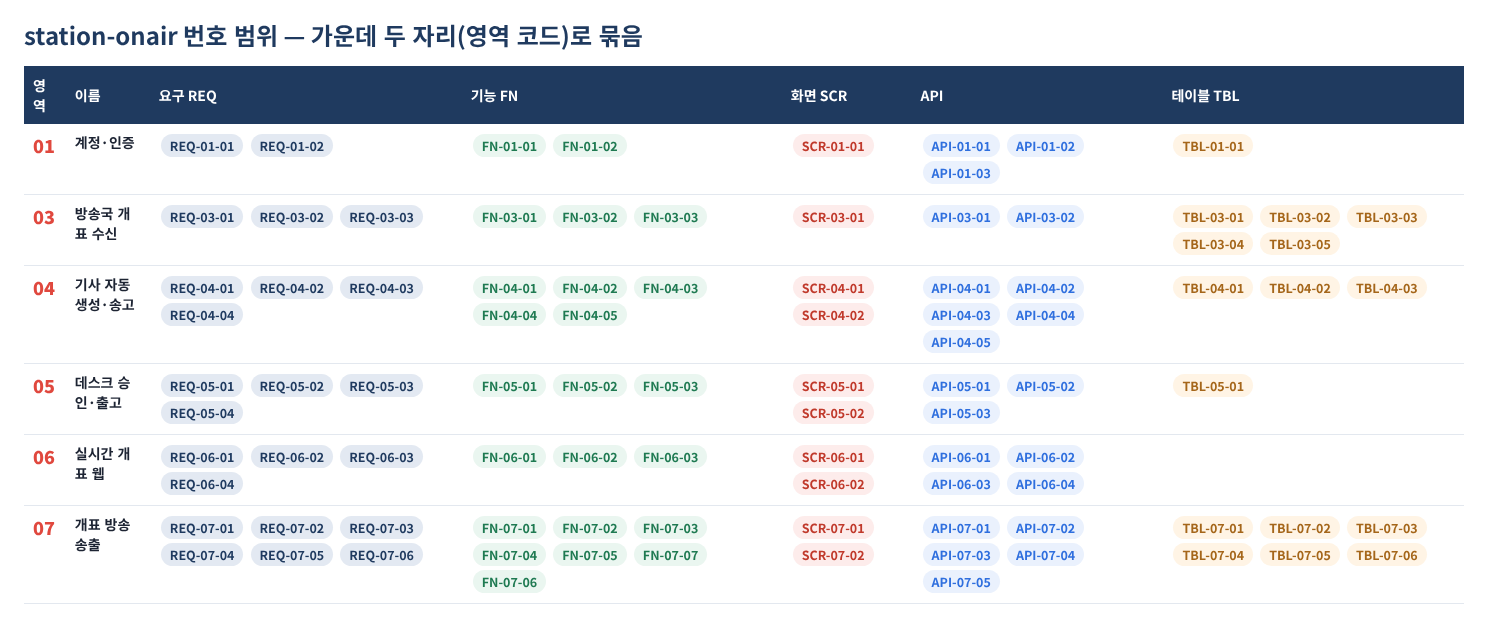 station-onair 번호 범위 — 가운데 두 자리(영역 코드)로 묶음
영역 이름 요구 REQ 기능 FN 화면 SCR API 테이블 TBL
01 계정·인증 REQ-01-01 REQ-01-02 FN-01-01 FN-01-02 SCR-01-01 API-01-01 API-01-02 TBL-01-01
API-01-03
03 방송국 개 REQ-03-01 REQ-03-02 REQ-03-03 FN-03-01 FN-03-02 FN-03-03 SCR-03-01 API-03-01 API-03-02 TBL-03-01 TBL-03-02 TBL-03-03
표 수신 TBL-03-04 TBL-03-05
04 기사 자동 REQ-04-01 REQ-04-02 REQ-04-03 FN-04-01 FN-04-02 FN-04-03 SCR-04-01 API-04-01 API-04-02 TBL-04-01 TBL-04-02 TBL-04-03
생성·송고 REQ-04-04 FN-04-04 FN-04-05 SCR-04-02 API-04-03 API-04-04
API-04-05
05 데스크 승 REQ-05-01 REQ-05-02 REQ-05-03 FN-05-01 FN-05-02 FN-05-03 SCR-05-01 API-05-01 API-05-02 TBL-05-01
인·출고 REQ-05-04 SCR-05-02 API-05-03
06 실시간 개 REQ-06-01 REQ-06-02 REQ-06-03 FN-06-01 FN-06-02 FN-06-03 SCR-06-01 API-06-01 API-06-02
표 웹 REQ-06-04 SCR-06-02 API-06-03 API-06-04
07 개표 방송 REQ-07-01 REQ-07-02 REQ-07-03 FN-07-01 FN-07-02 FN-07-03 SCR-07-01 API-07-01 API-07-02 TBL-07-01 TBL-07-02 TBL-07-03
송출 REQ-07-04 REQ-07-05 REQ-07-06 FN-07-04 FN-07-05 FN-07-07 SCR-07-02 API-07-03 API-07-04 TBL-07-04 TBL-07-05 TBL-07-06
FN-07-06 API-07-05